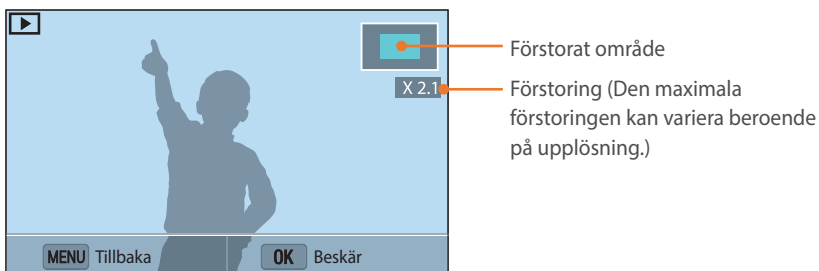 X 2.1
Förstorat område
Förstoring (Den maximala
förstoringen kan variera beroende
på upplösning.)
MENU Tillbaka
OK Beskär